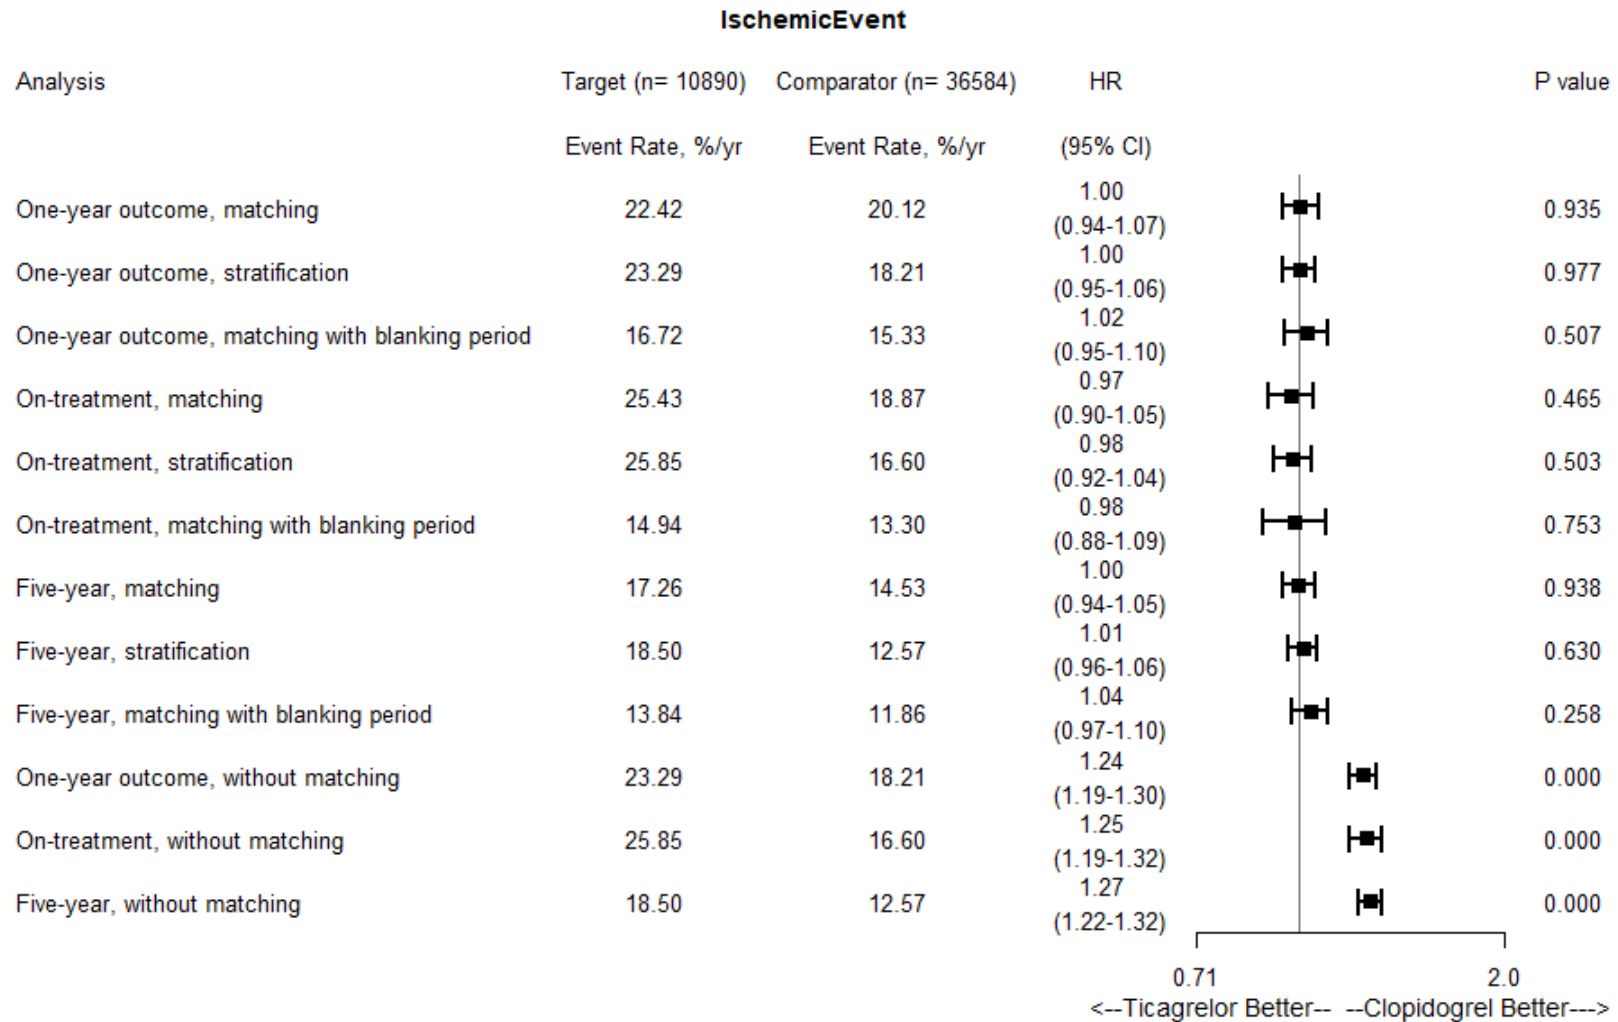 IschemicEvent
Analysis Target (n= 10890) Comparator (n= 36584) HR P value
Event Rate, %/yr Event Rate, %/yr (95% CI)
One-year outcome, matching 22.42 20.12 1.00 (0.94-1.07) 0.935
One-year outcome, stratification 23.29 18.21 1.00 (0.95-1.06) 0.977
One-year outcome, matching with blanking period 16.72 15.33 1.02 (0.95-1.10) 0.507
On-treatment, matching 25.43 18.87 0.97 (0.90-1.05) 0.465
On-treatment, stratification 25.85 16.60 0.98 (0.92-1.04) 0.503
On-treatment, matching with blanking period 14.94 13.30 0.98 (0.88-1.09) 0.753
Five-year, matching 17.26 14.53 1.00 (0.94-1.05) 0.938
Five-year, stratification 18.50 12.57 1.01 (0.96-1.06) 0.630
Five-year, matching with blanking period 13.84 11.86 1.04 (0.97-1.10) 0.258
One-year outcome, without matching 23.29 18.21 1.24 (1.19-1.30) 0.000
On-treatment, without matching 25.85 16.60 1.25 (1.19-1.32) 0.000
Five-year, without matching 18.50 12.57 1.27 (1.22-1.32) 0.000
0.71 2.0
<--Ticagrelor Better-- --Clopidogrel Better--->